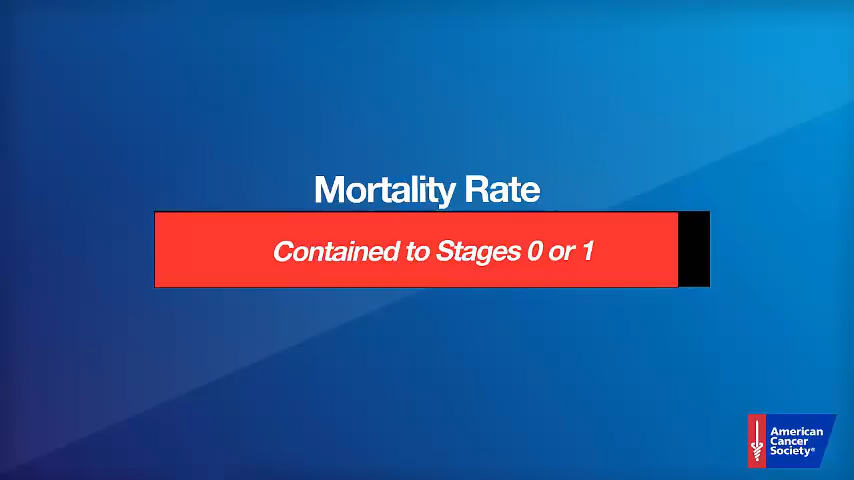 Mortality Rate
Contained to Stages 0 or 1
American
Cancer
Society®